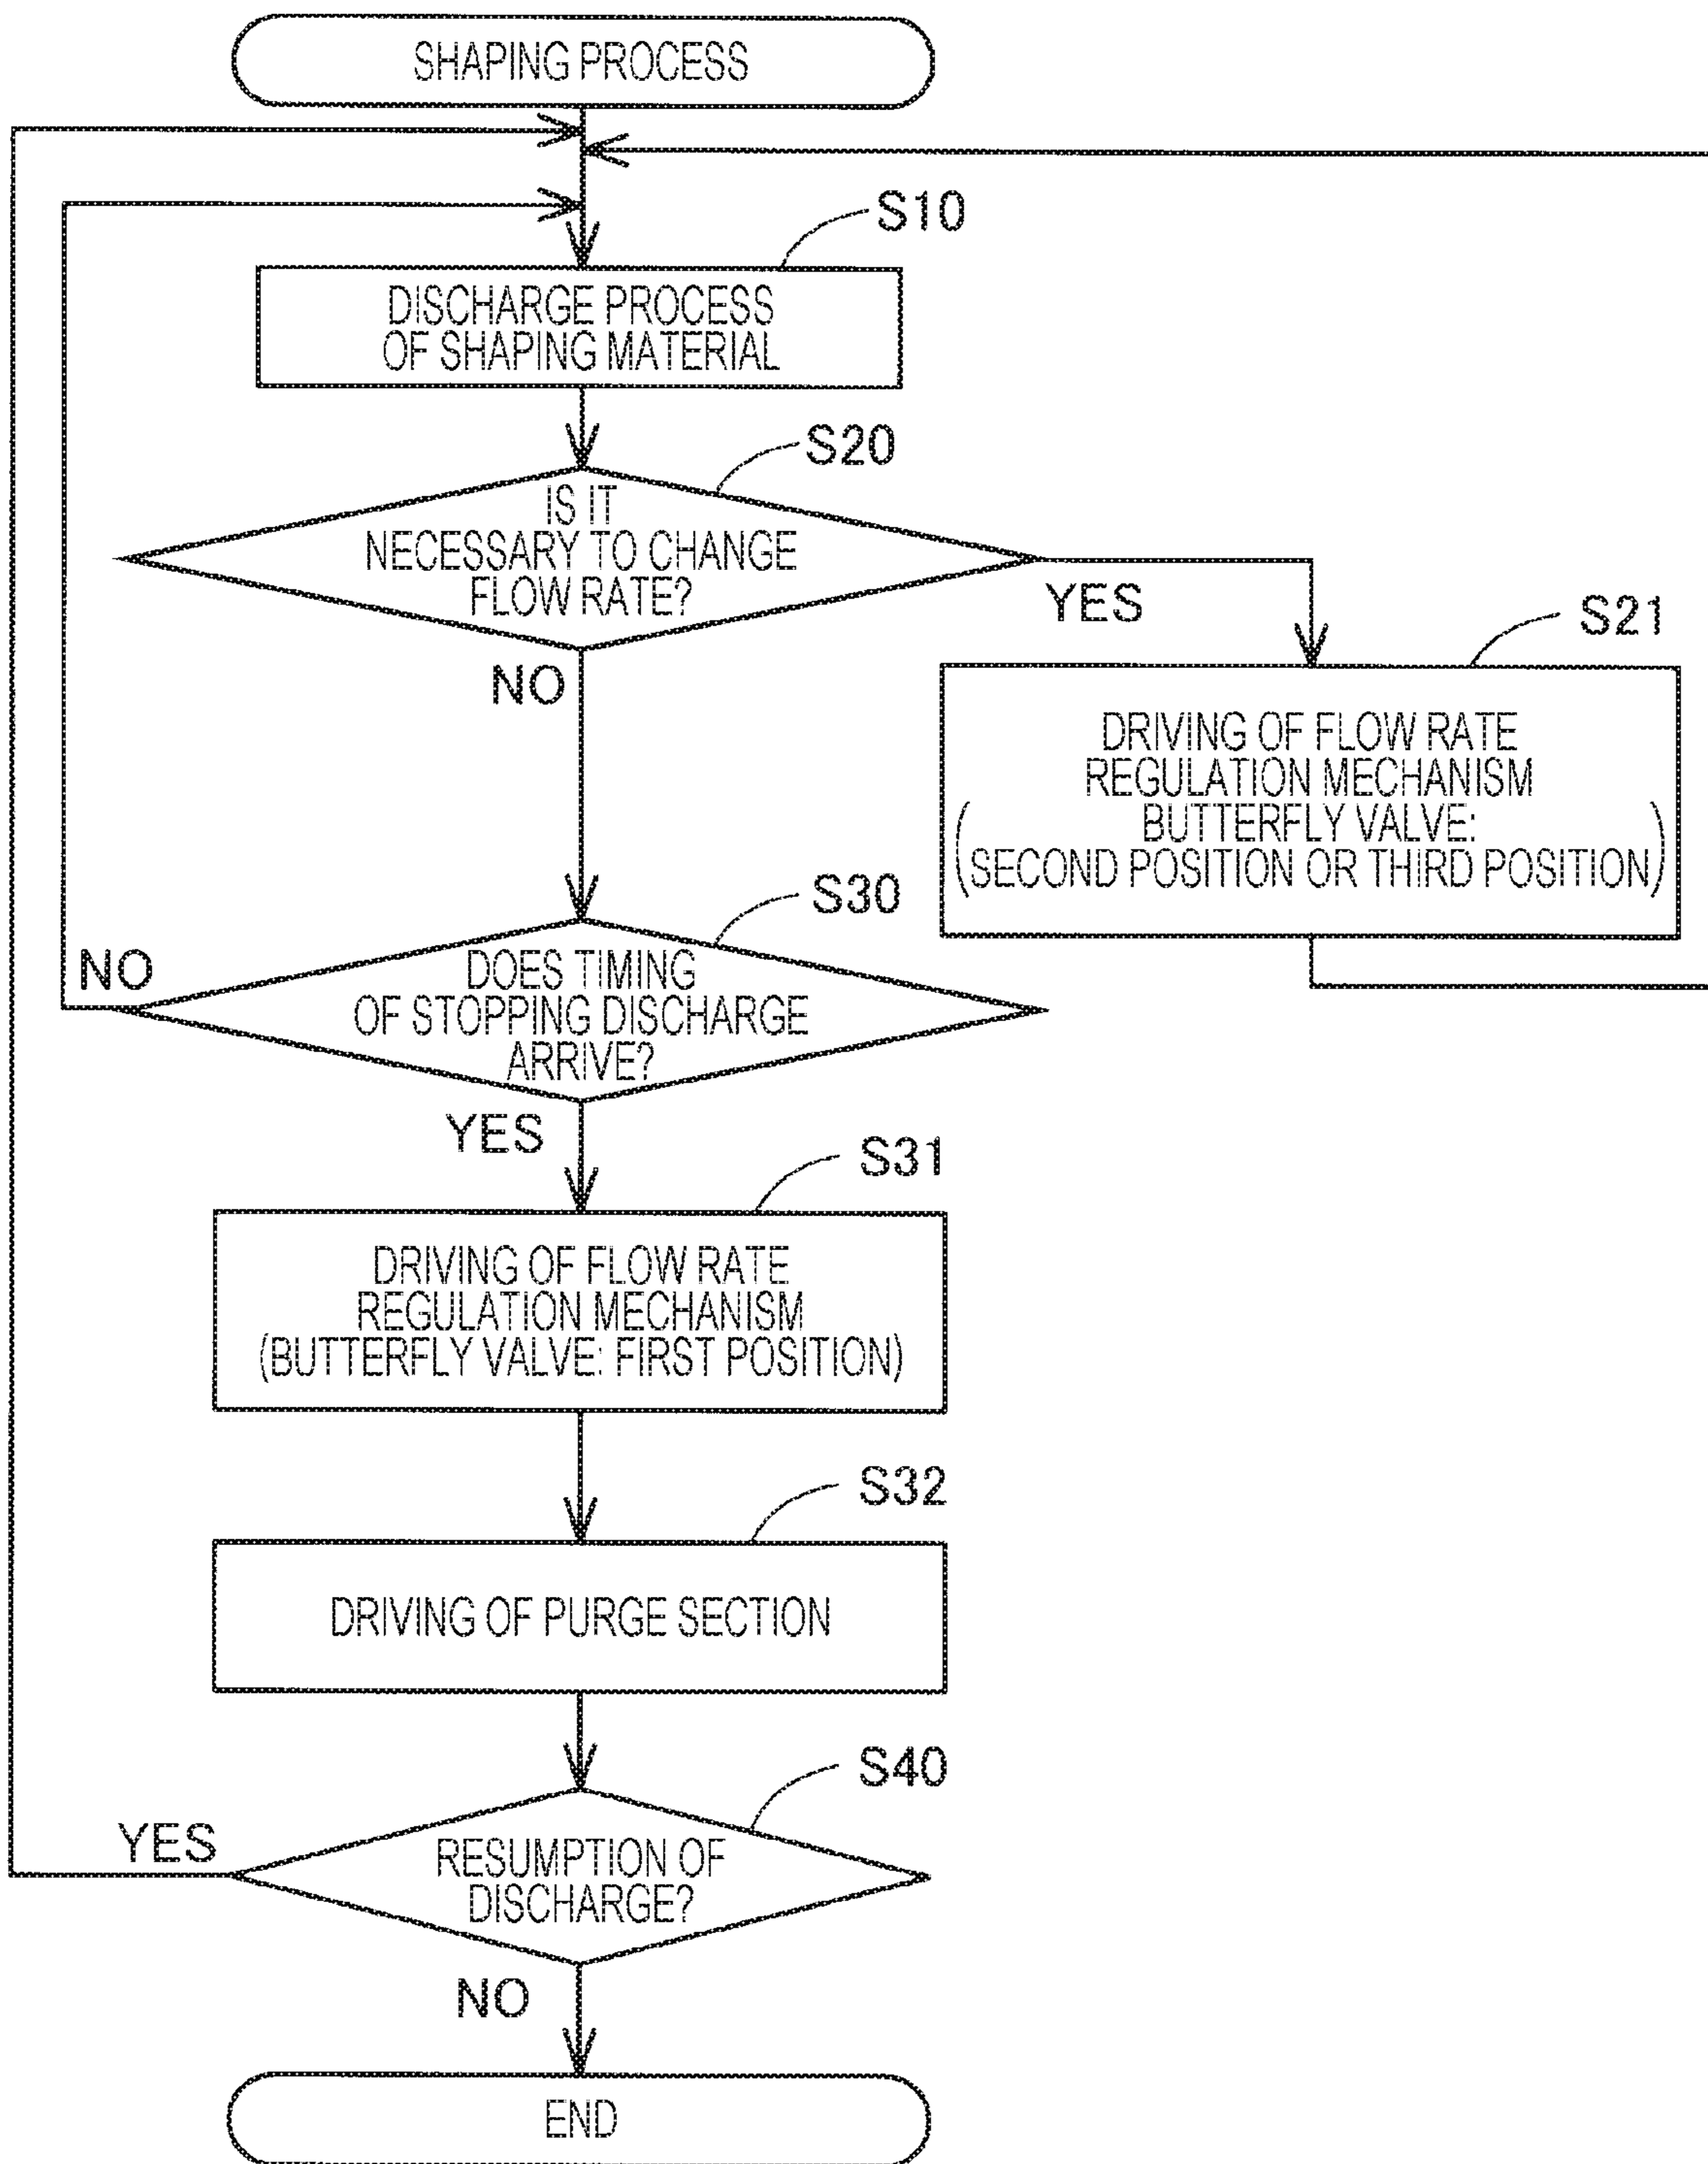 SHAPING PROCESS
S10
DISCHARGE PROCESS
OF SHAPING MATERIAL
S20
IS IT
NECESSARY TO CHANGE
FLOW RATE?
YES
NO
S21
DRIVING OF FLOW RATE
REGULATION MECHANISM
BUTTERFLY VALVE:
(SECOND POSITION OR THIRD POSITION)
S30
DOES TIMING
OF STOPPING DISCHARGE
ARRIVE?
NO
YES
S31
DRIVING OF FLOW RATE
REGULATION MECHANISM
(BUTTERFLY VALVE: FIRST POSITION)
S32
DRIVING OF PURGE SECTION
S40
RESUMPTION OF
DISCHARGE?
YES
NO
END